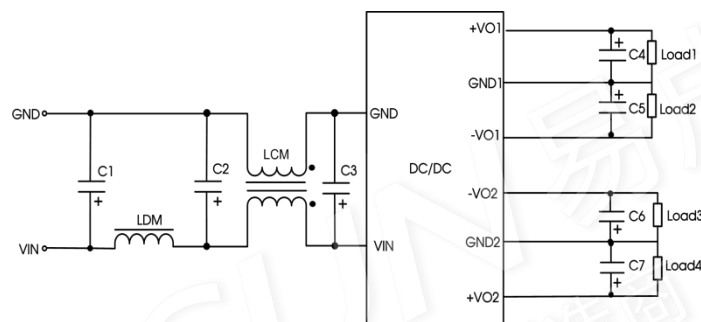 +VO1
C4
Load1
GND
GND1
C5
Load2
-VO1
LCM
GND
C1
C2
C3
DC/DC
LDM
VIN
VIN
-VO2
C6
Load3
GND2
C7
Load4
+VO2